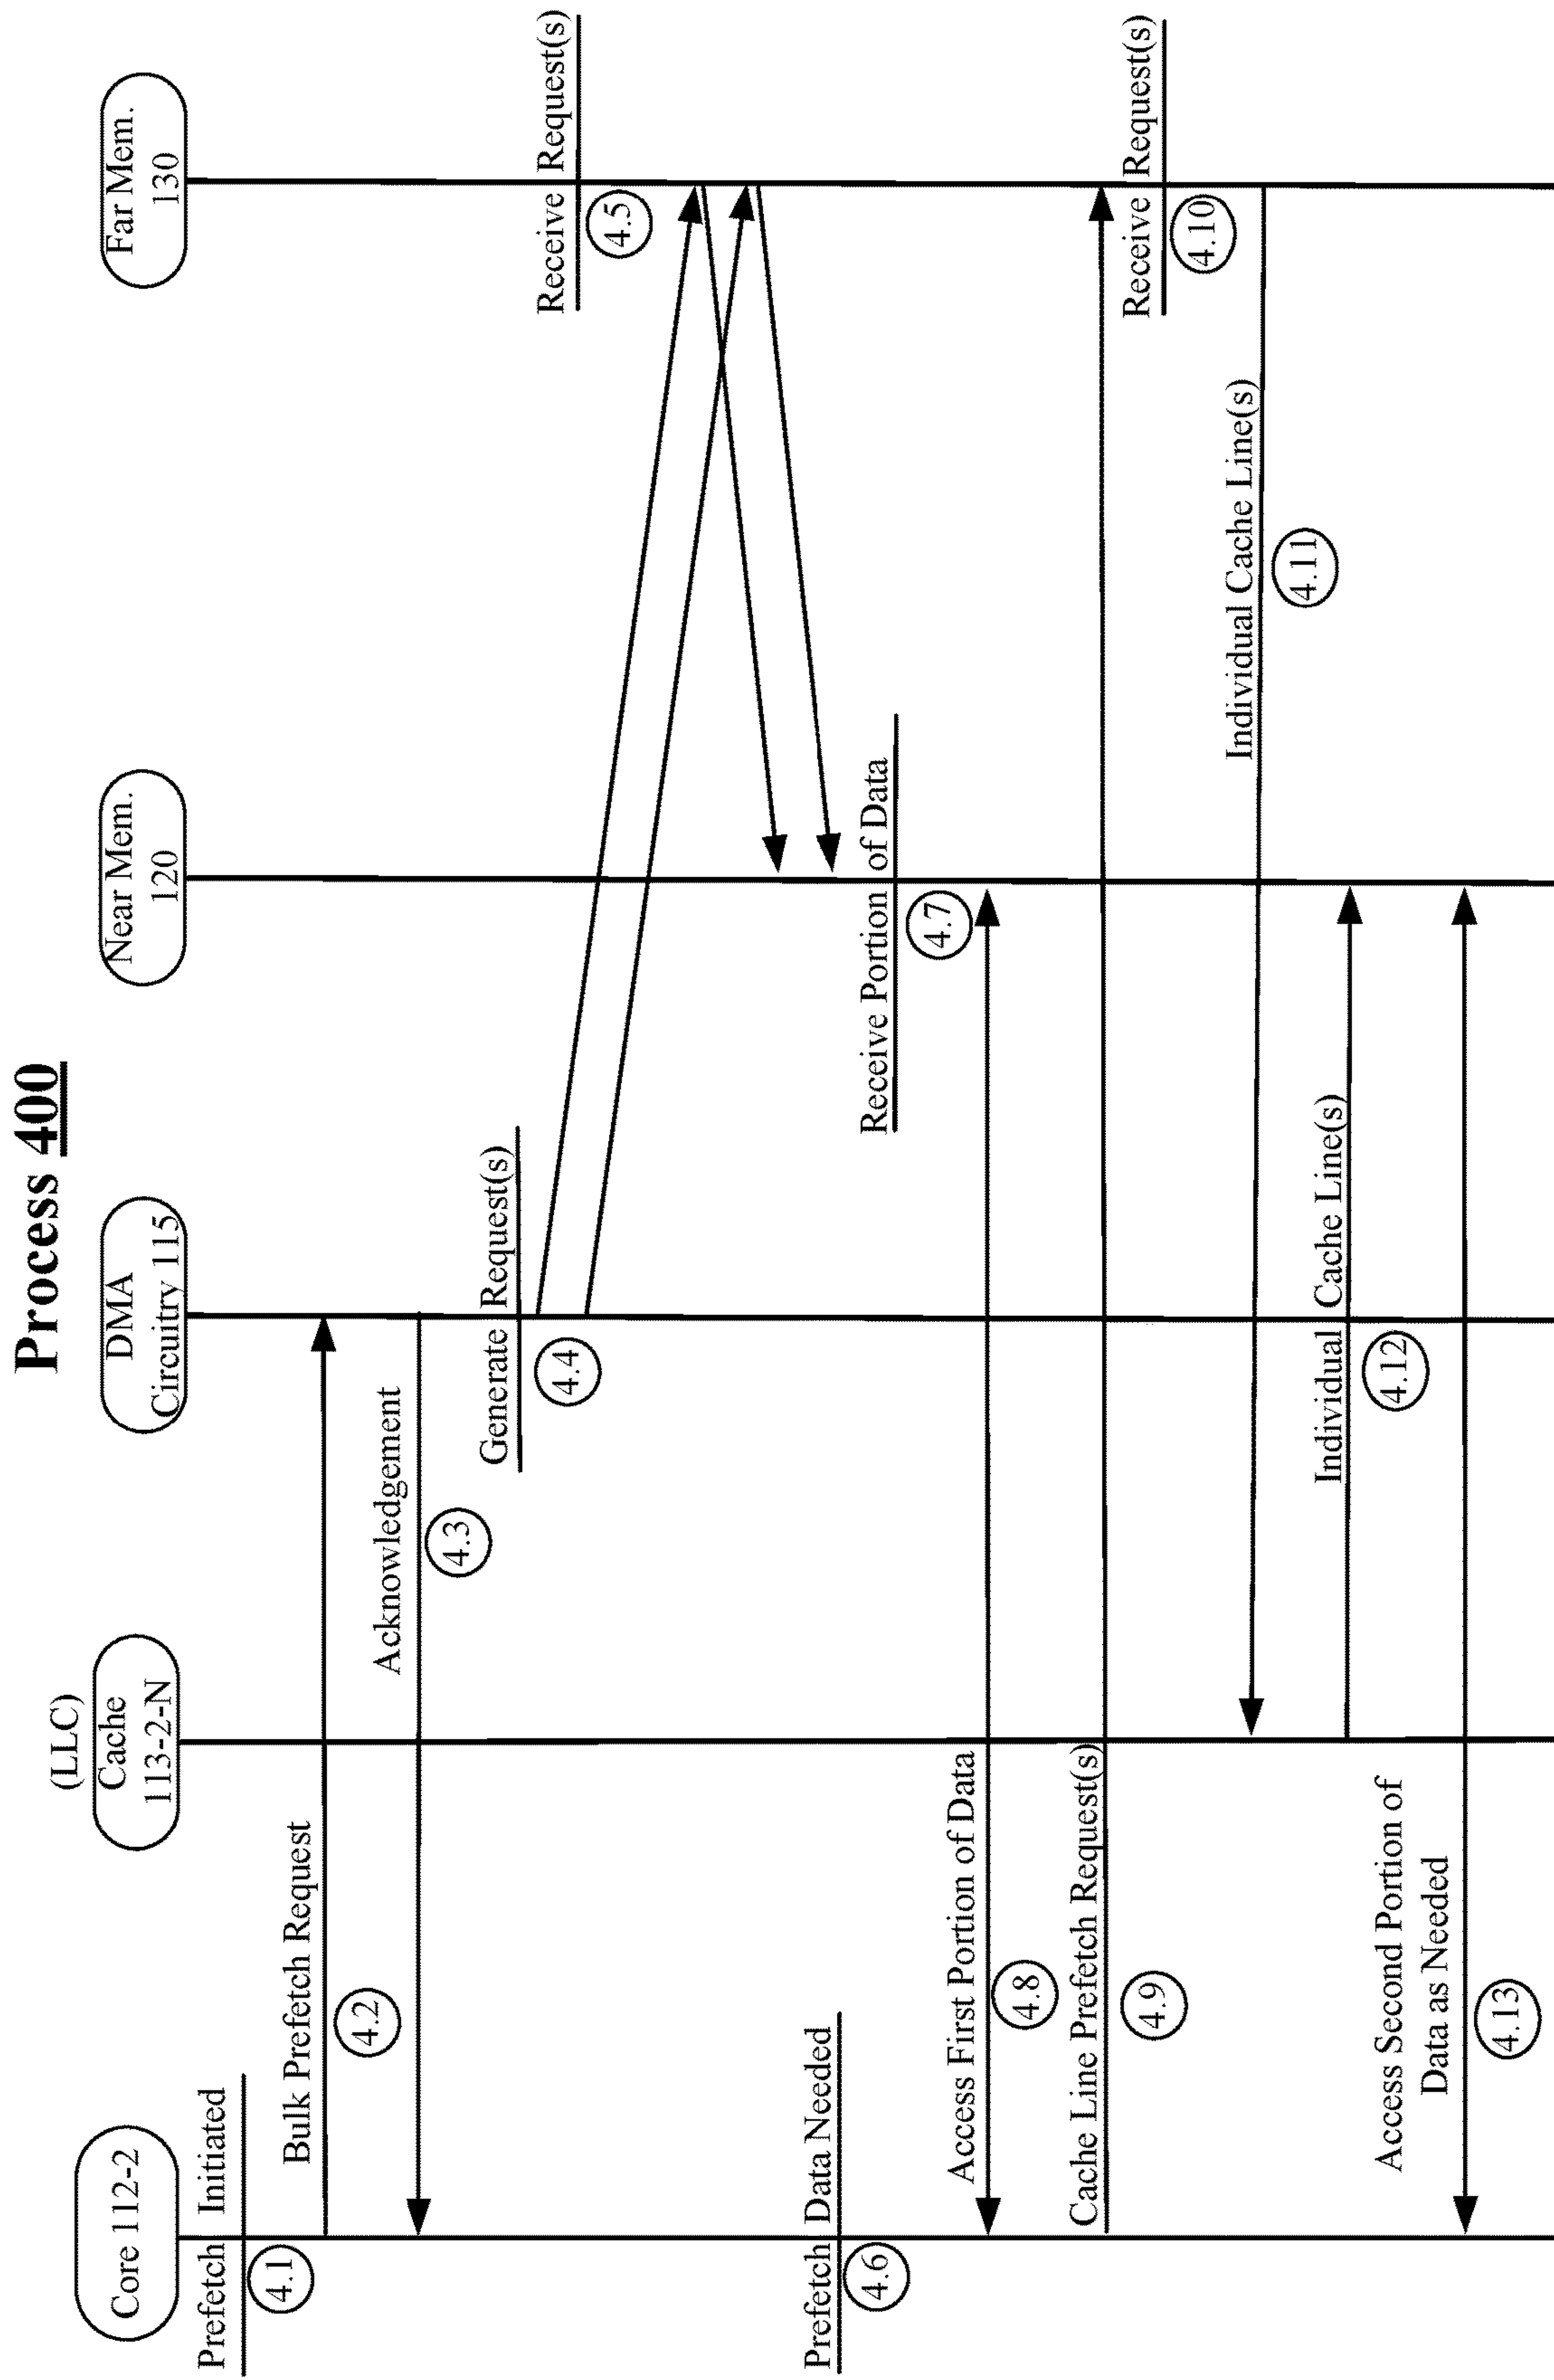 Process 400
Core 112-2
(LLC)
Cache
113-2-N
DMA
Circuitry 115
Near Mem.
120
Far Mem.
130
Prefetch Initiated
4.1
Bulk Prefetch Request
4.2
Acknowledgement
4.3
Generate Request(s)
4.4
Receive Request(s)
4.5
Prefetch Data Needed
4.6
Receive Portion of Data
4.7
Access First Portion of Data
4.8
Cache Line Prefetch Request(s)
4.9
Receive Request(s)
4.10
Individual Cache Line(s)
4.11
Individual Cache Line(s)
4.12
Access Second Portion of
Data as Needed
4.13